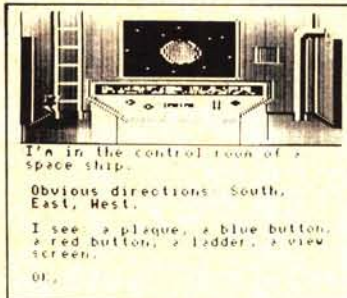 I'm in the control room of a
space ship.
Obvious directions: South,
East, West.
I see: a plaque, a blue button,
a red button, a ladder, a view
screen.
OK,